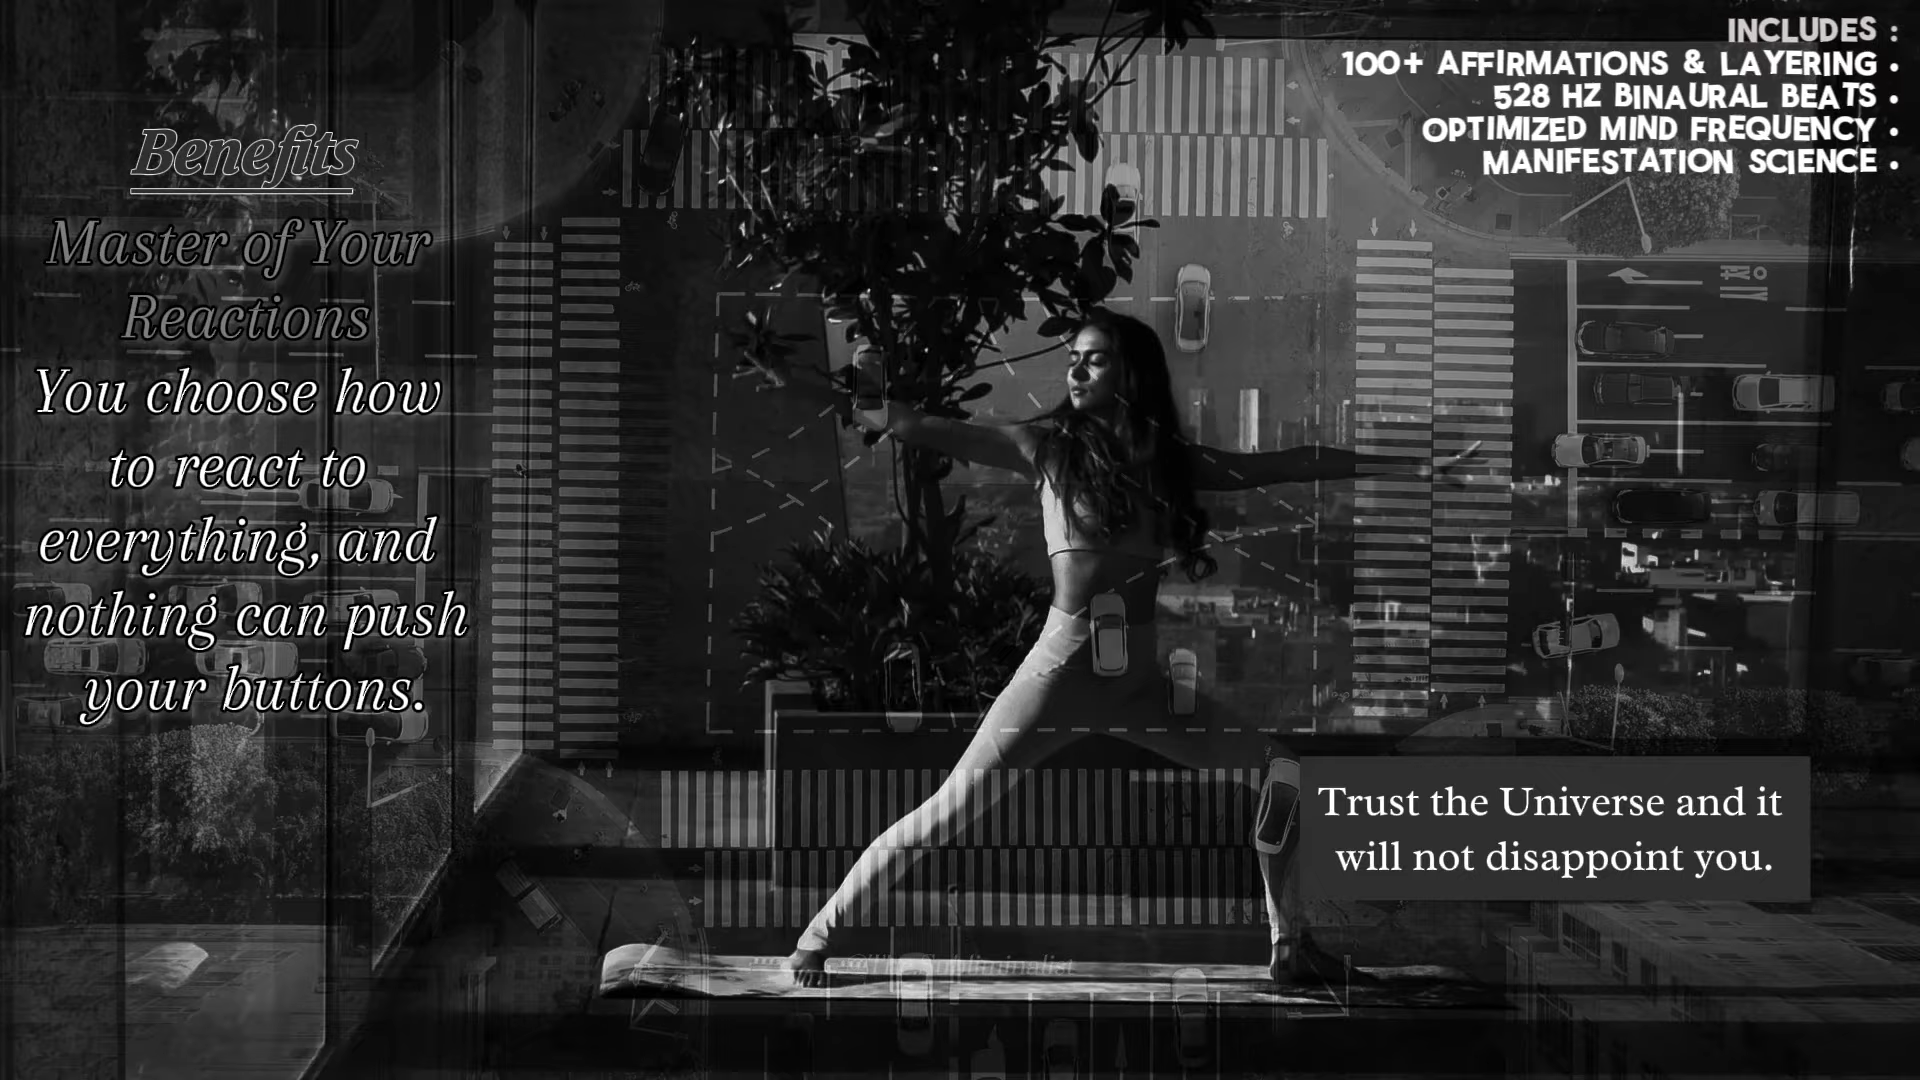 INCLUDES :
100+ AFFIRMATIONS & LAYERING •
528 HZ BINAURAL BEATS •
OPTIMIZED MIND FREQUENCY •
MANIFESTATION SCIENCE •
Benefits
Master of Your
Reactions
You choose how
to react to
everything, and
nothing can push
your buttons.
Trust the Universe and it
will not disappoint you.